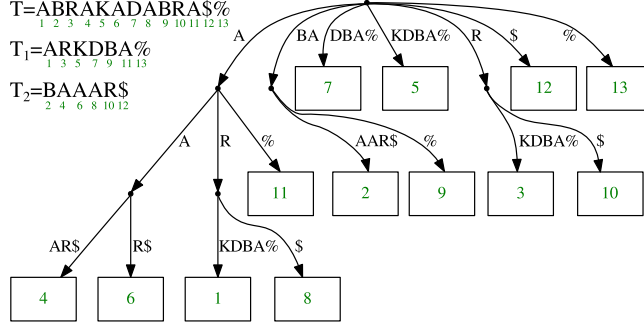 T=ABRAKADABRA$%
1 2 3 4 5 6 7 8 9 10 11 12 13
T1=ARKDBA%
1 3 5 7 9 11 13
T2=BAAAR$
2 4 6 8 10 12
A BA DBA% KDBA% R $ %
7 5 12 13
A R % AAR$ % KDBA% $
11 2 9 3 10
AR$ R$ KDBA% $
4 6 1 8